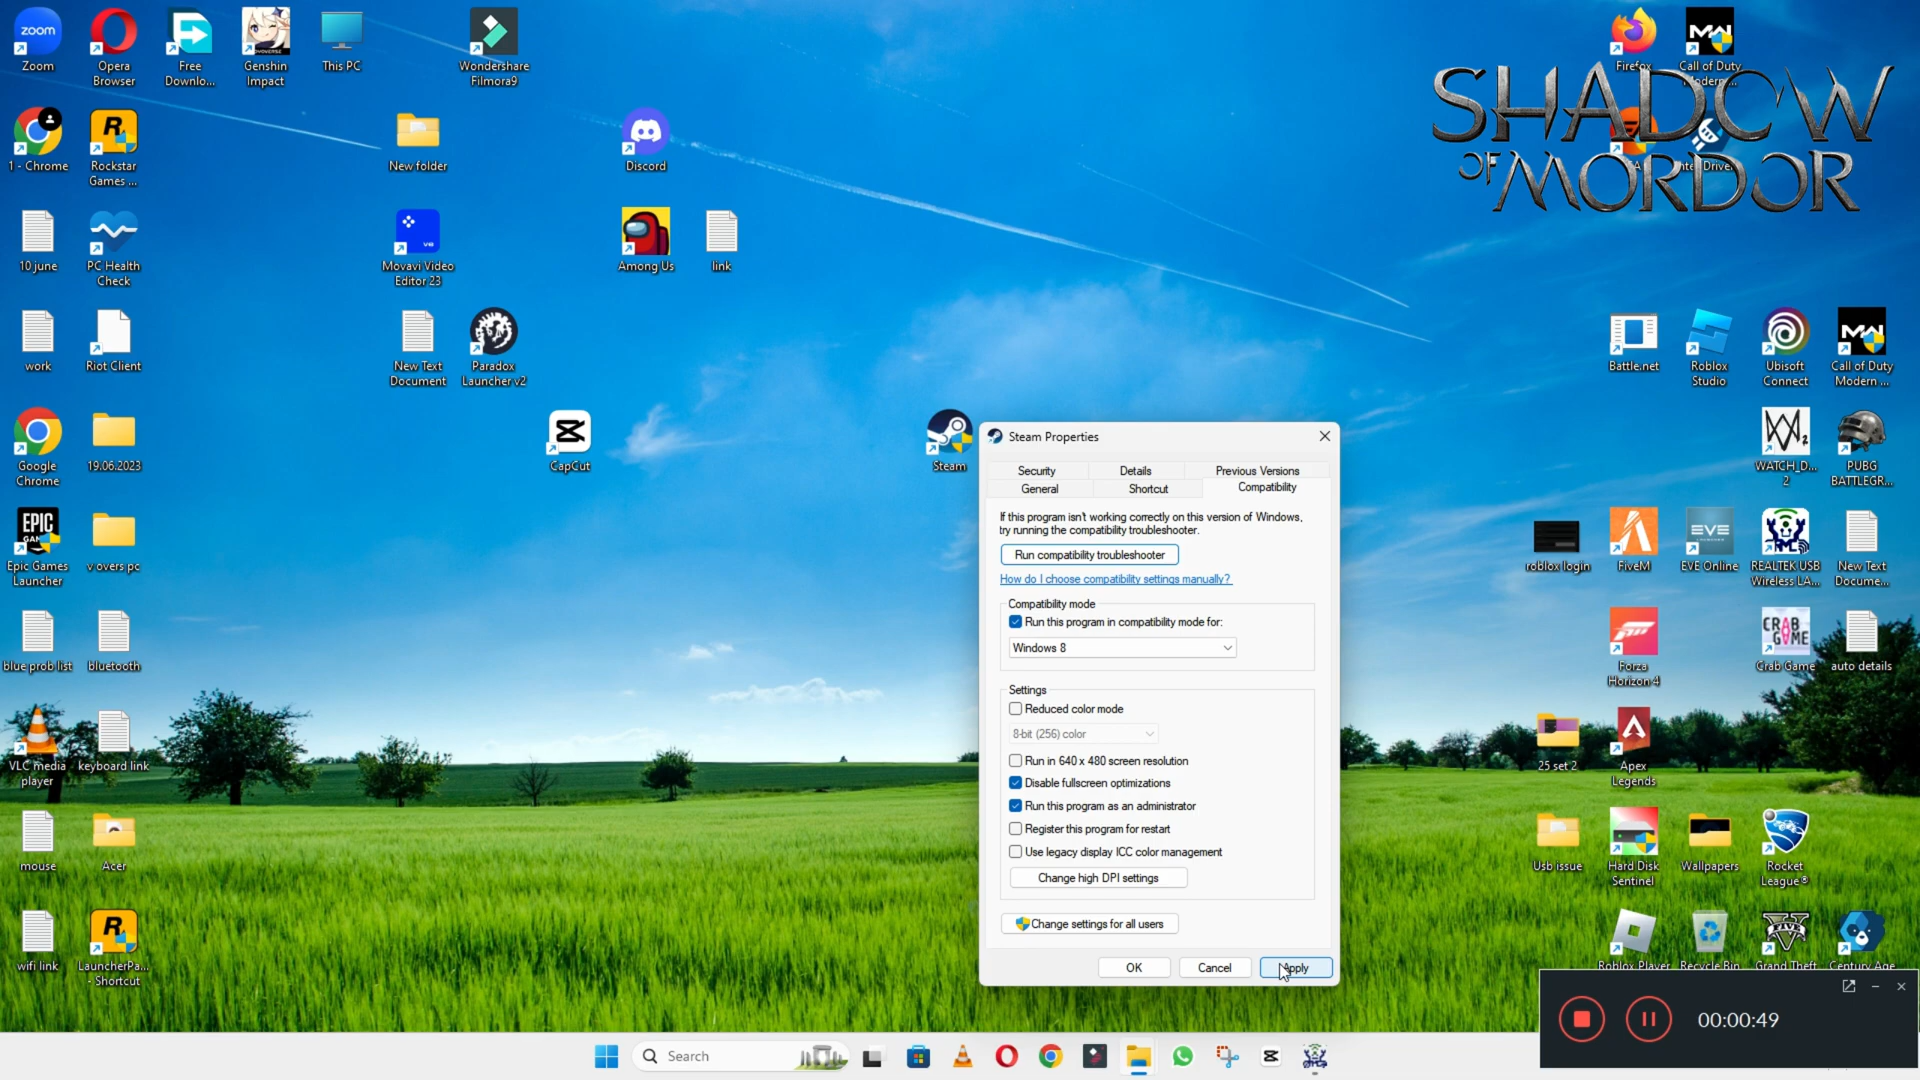 Zoom
Opera
Browser
Free
Downlo...
Genshin
Impact
This PC
Wondershare
Filmora9
Firefox
Call of Duty
SHADOW
OF MORDOR
1 - Chrome
Rockstar
Games ...
New folder
Discord
10 june
PC Health
Check
Movavi Video
Editor 23
Among Us
link
work
Riot Client
New Text
Document
Paradox
Launcher v2
Battle.net
Roblox
Studio
Ubisoft
Connect
Call of Duty
Modern ...
Google
Chrome
19.06.2023
CapCut
Steam
WATCH_D...
2
PUBG
BATTLEGR...
Epic Games
Launcher
v overs pc
roblox login
FiveM
EVE Online
REALTEK USB
Wireless LA...
New Text
Docume...
blue prob list
bluetooth
Forza
Horizon 4
Crab Game
auto details
VLC media
player
keyboard link
25 set 2
Apex
Legends
mouse
Acer
Usb issue
Hard Disk
Sentinel
Wallpapers
Rocket
League®
wifi link
LauncherPa...
- Shortcut
Roblox Player
Recycle Bin
Grand Theft
Century Age
Steam Properties
Security
Details
Previous Versions
General
Shortcut
Compatibility
If this program isn't working correctly on this version of Windows,
try running the compatibility troubleshooter.
Run compatibility troubleshooter
How do I choose compatibility settings manually?
Compatibility mode
Run this program in compatibility mode for:
Windows 8
Settings
Reduced color mode
8-bit (256) color
Run in 640 x 480 screen resolution
Disable fullscreen optimizations
Run this program as an administrator
Register this program for restart
Use legacy display ICC color management
Change high DPI settings
Change settings for all users
OK
Cancel
Apply
00:00:49
Search